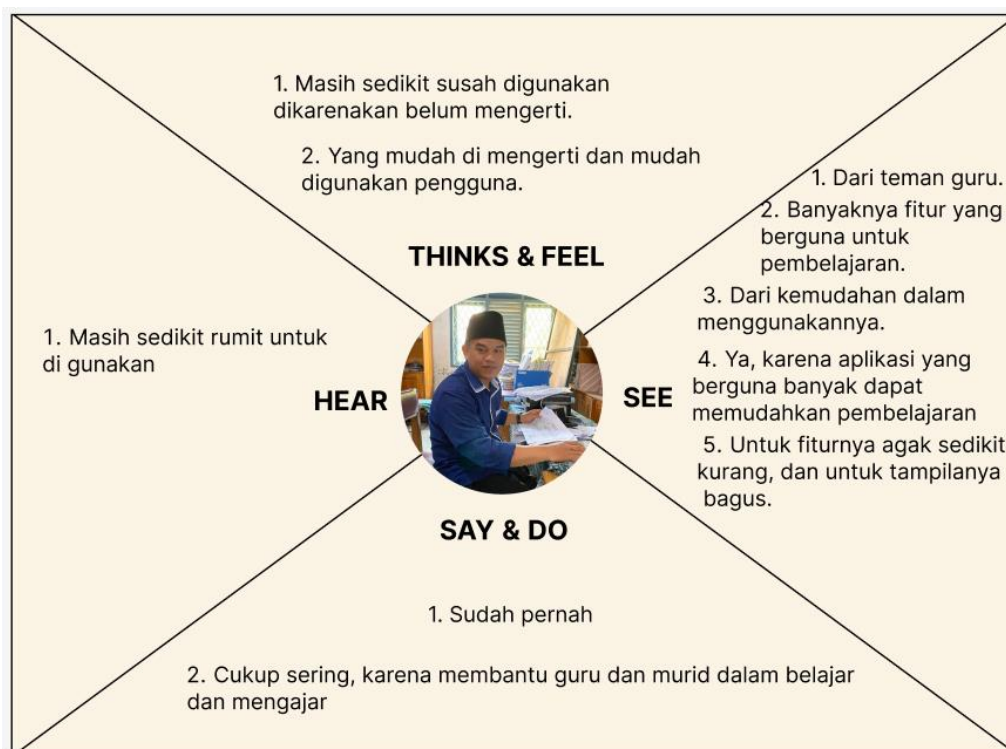 1. Masih sedikit susah digunakan
dikarenakan belum mengerti.
2. Yang mudah di mengerti dan mudah
digunakan pengguna.
THINKS & FEEL
1. Masih sedikit rumit untuk
di gunakan
HEAR
SEE
1. Dari teman guru.
2. Banyaknya fitur yang
berguna untuk
pembelajaran.
3. Dari kemudahan dalam
menggunakannya.
4. Ya, karena aplikasi yang
berguna banyak dapat
memudahkan pembelajaran
5. Untuk fiturnya agak sedikit
kurang, dan untuk tampilanya
bagus.
SAY & DO
1. Sudah pernah
2. Cukup sering, karena membantu guru dan murid dalam belajar
dan mengajar